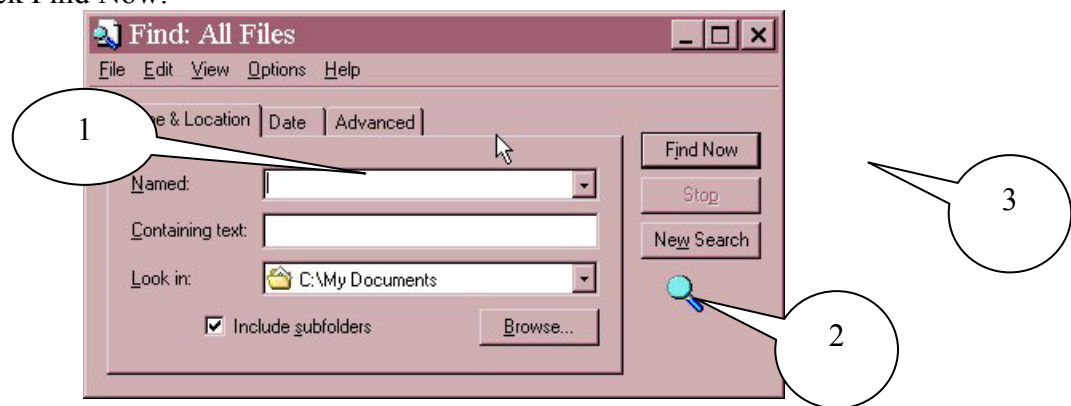 Find Now.
Find: All Files
File Edit View Options Help
& Location Date Advanced
1
Named:
Find Now
Stop
3
Containing text:
New Search
Look in: C:\My Documents
Include subfolders Browse...
2